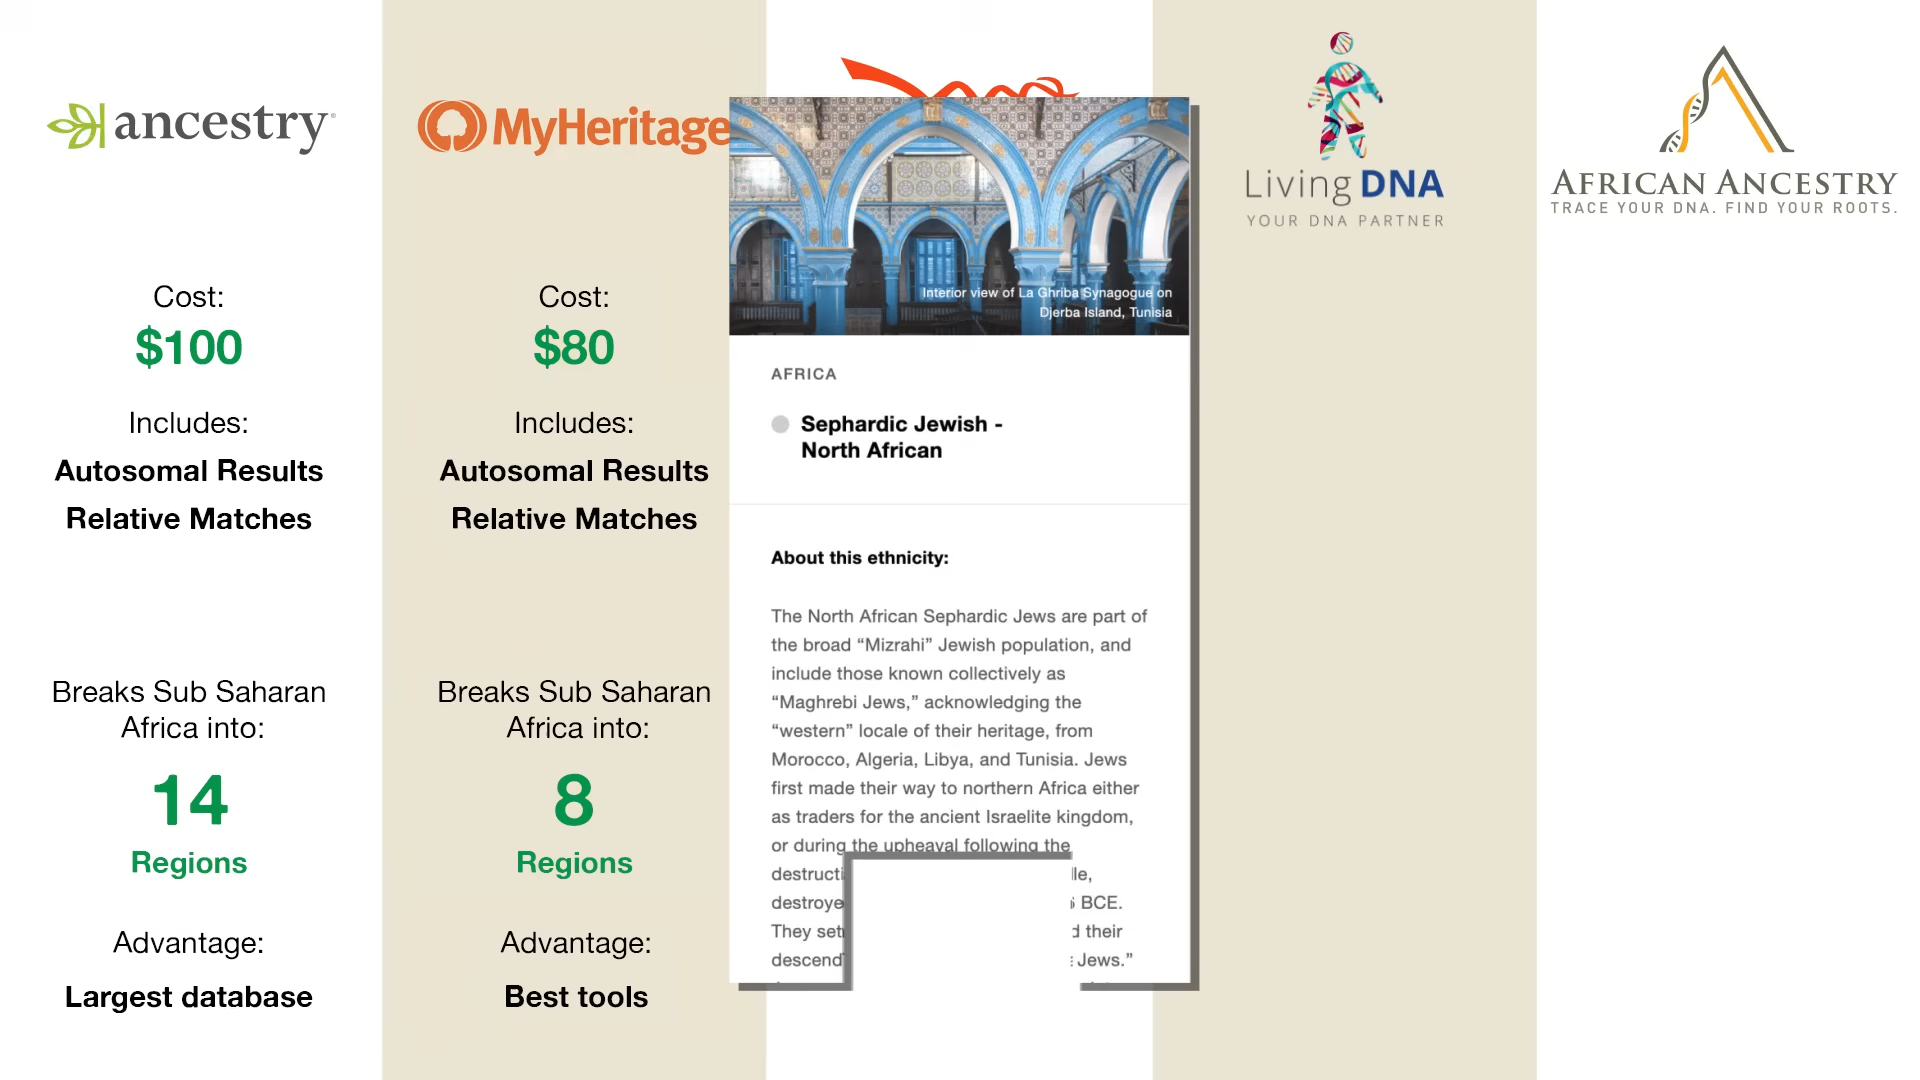 ancestry
Cost:
$100
Includes:
Autosomal Results
Relative Matches
Breaks Sub Saharan
Africa into:
14
Regions
Advantage:
Largest database
MyHeritage
Cost:
$80
Includes:
Autosomal Results
Relative Matches
Breaks Sub Saharan
Africa into:
8
Regions
Advantage:
Best tools
Interior view of La Ghriba Synagogue on
Djerba Island, Tunisia
AFRICA
Sephardic Jewish -
North African
About this ethnicity:
The North African Sephardic Jews are part of
the broad “Mizrahi” Jewish population, and
include those known collectively as
“Maghrebi Jews,” acknowledging the
“western” locale of their heritage, from
Morocco, Algeria, Libya, and Tunisia. Jews
first made their way to northern Africa either
as traders for the ancient Israelite kingdom,
or during the upheaval following the
BCE.
They their
Jews.”
Living DNA
YOUR DNA PARTNER
AFRICAN ANCESTRY
TRACE YOUR DNA. FIND YOUR ROOTS.